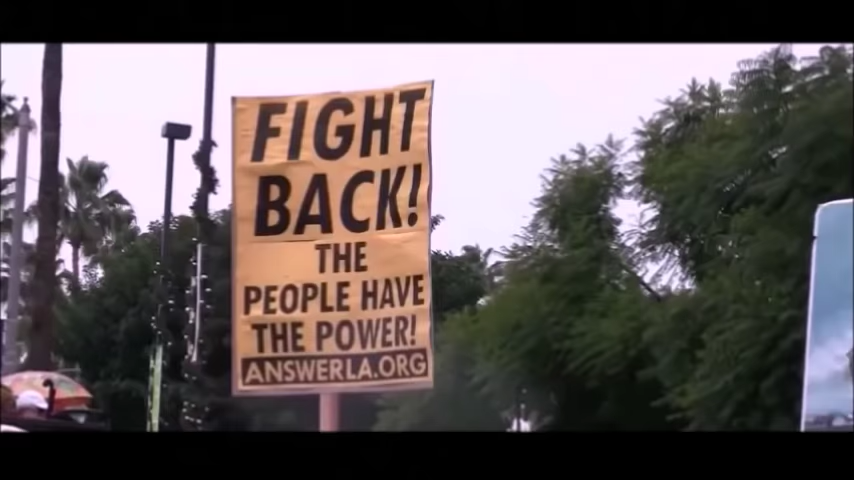 FIGHT
BACK!
THE
PEOPLE HAVE
THE POWER!
ANSWERLA.ORG